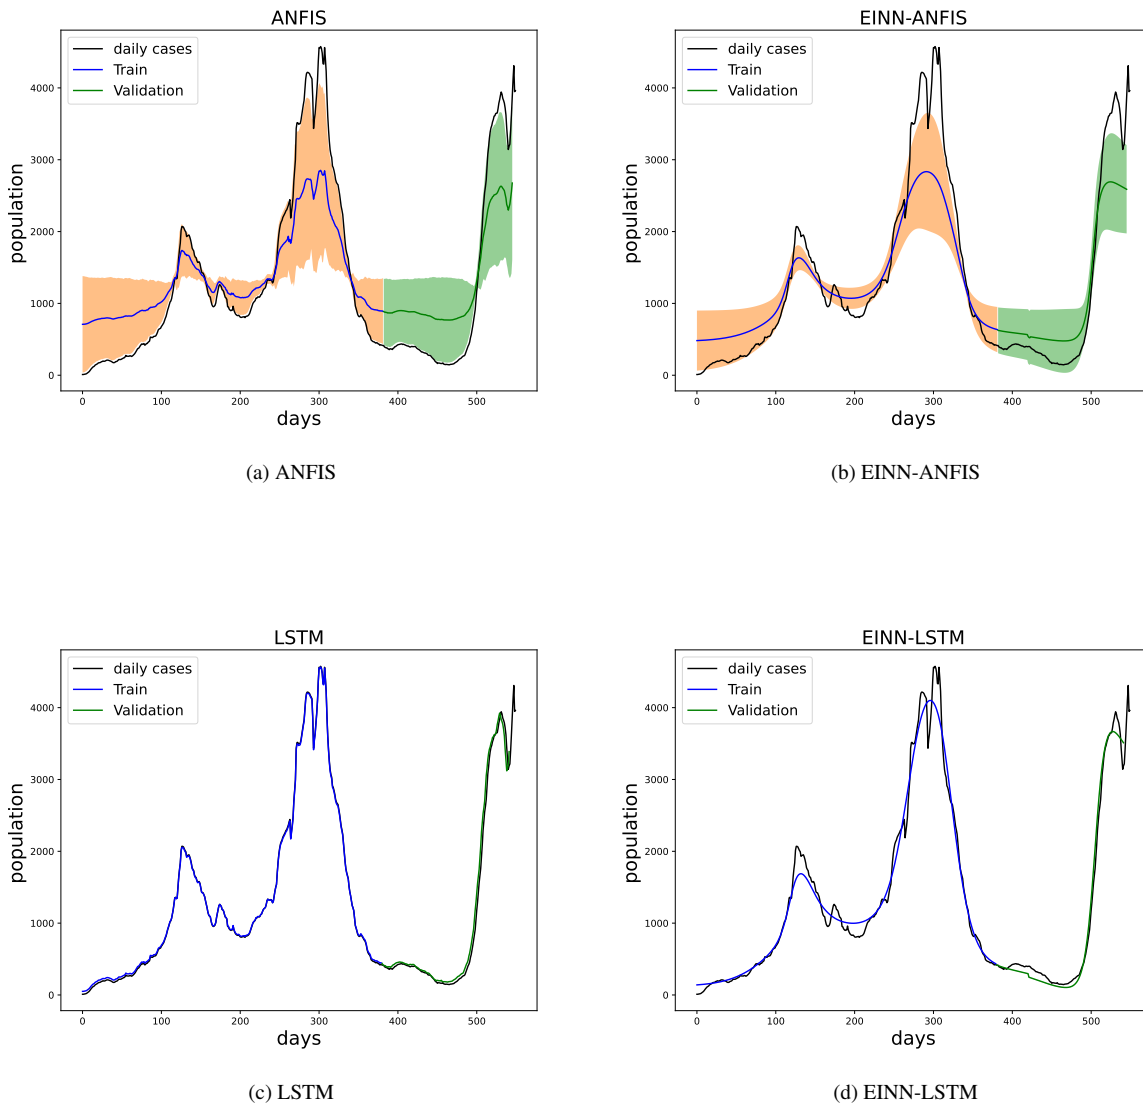 ANFIS
daily cases
Train
Validation
population
4000
3000
2000
1000
0
0 100 200 300 400 500
days
(a) ANFIS
EINN-ANFIS
daily cases
Train
Validation
population
4000
3000
2000
1000
0
0 100 200 300 400 500
days
(b) EINN-ANFIS
LSTM
daily cases
Train
Validation
population
4000
3000
2000
1000
0
0 100 200 300 400 500
days
(c) LSTM
EINN-LSTM
daily cases
Train
Validation
population
4000
3000
2000
1000
0
0 100 200 300 400 500
days
(d) EINN-LSTM